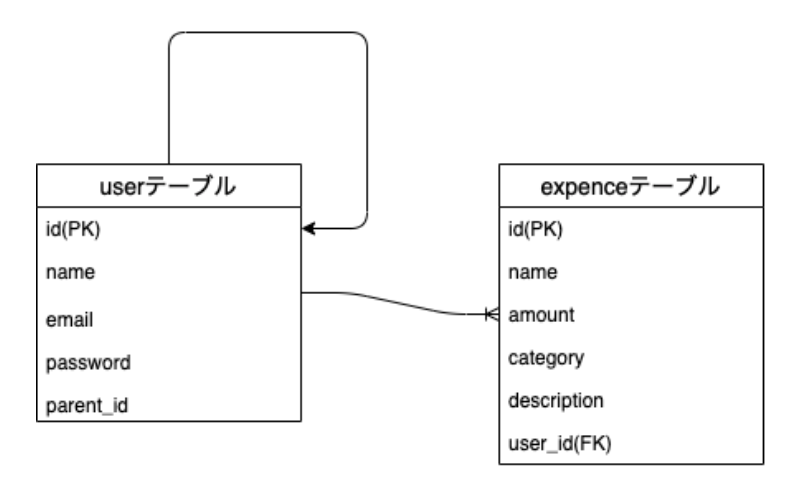 userテーブル
id(PK)
name
email
password
parent_id
expenceテーブル
id(PK)
name
amount
category
description
user_id(FK)